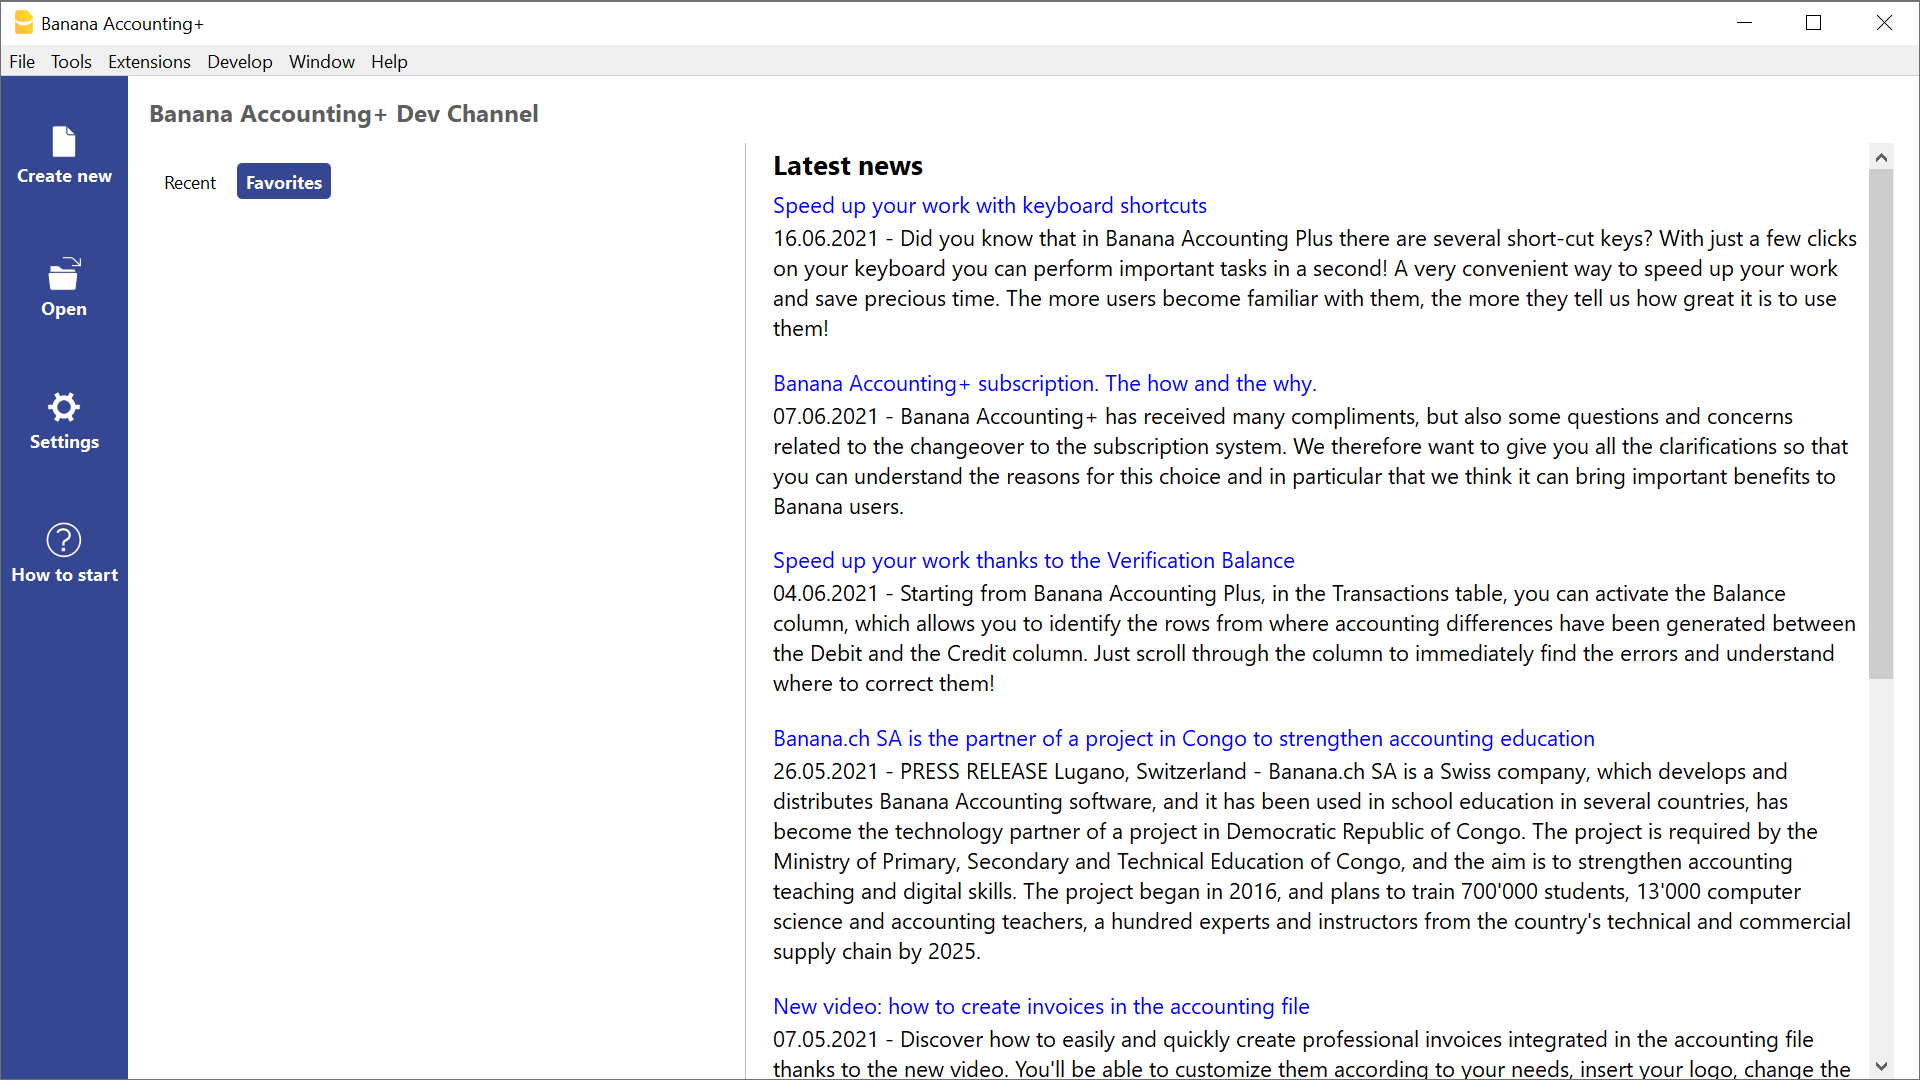 Banana Accounting+
File Tools Extensions Develop Window Help
Banana Accounting+ Dev Channel
Create new
Open
Settings
How to start
Recent Favorites
Latest news
Speed up your work with keyboard shortcuts
16.06.2021 - Did you know that in Banana Accounting Plus there are several short-cut keys? With just a few clicks
on your keyboard you can perform important tasks in a second! A very convenient way to speed up your work
and save precious time. The more users become familiar with them, the more they tell us how great it is to use
them!
Banana Accounting+ subscription. The how and the why.
07.06.2021 - Banana Accounting+ has received many compliments, but also some questions and concerns
related to the changeover to the subscription system. We therefore want to give you all the clarifications so that
you can understand the reasons for this choice and in particular that we think it can bring important benefits to
Banana users.
Speed up your work thanks to the Verification Balance
04.06.2021 - Starting from Banana Accounting Plus, in the Transactions table, you can activate the Balance
column, which allows you to identify the rows from where accounting differences have been generated between
the Debit and the Credit column. Just scroll through the column to immediately find the errors and understand
where to correct them!
Banana.ch SA is the partner of a project in Congo to strengthen accounting education
26.05.2021 - PRESS RELEASE Lugano, Switzerland - Banana.ch SA is a Swiss company, which develops and
distributes Banana Accounting software, and it has been used in school education in several countries, has
become the technology partner of a project in Democratic Republic of Congo. The project is required by the
Ministry of Primary, Secondary and Technical Education of Congo, and the aim is to strengthen accounting
teaching and digital skills. The project began in 2016, and plans to train 700'000 students, 13'000 computer
science and accounting teachers, a hundred experts and instructors from the country's technical and commercial
supply chain by 2025.
New video: how to create invoices in the accounting file
07.05.2021 - Discover how to easily and quickly create professional invoices integrated in the accounting file
thanks to the new video. You'll be able to customize them according to your needs, insert your logo, change the